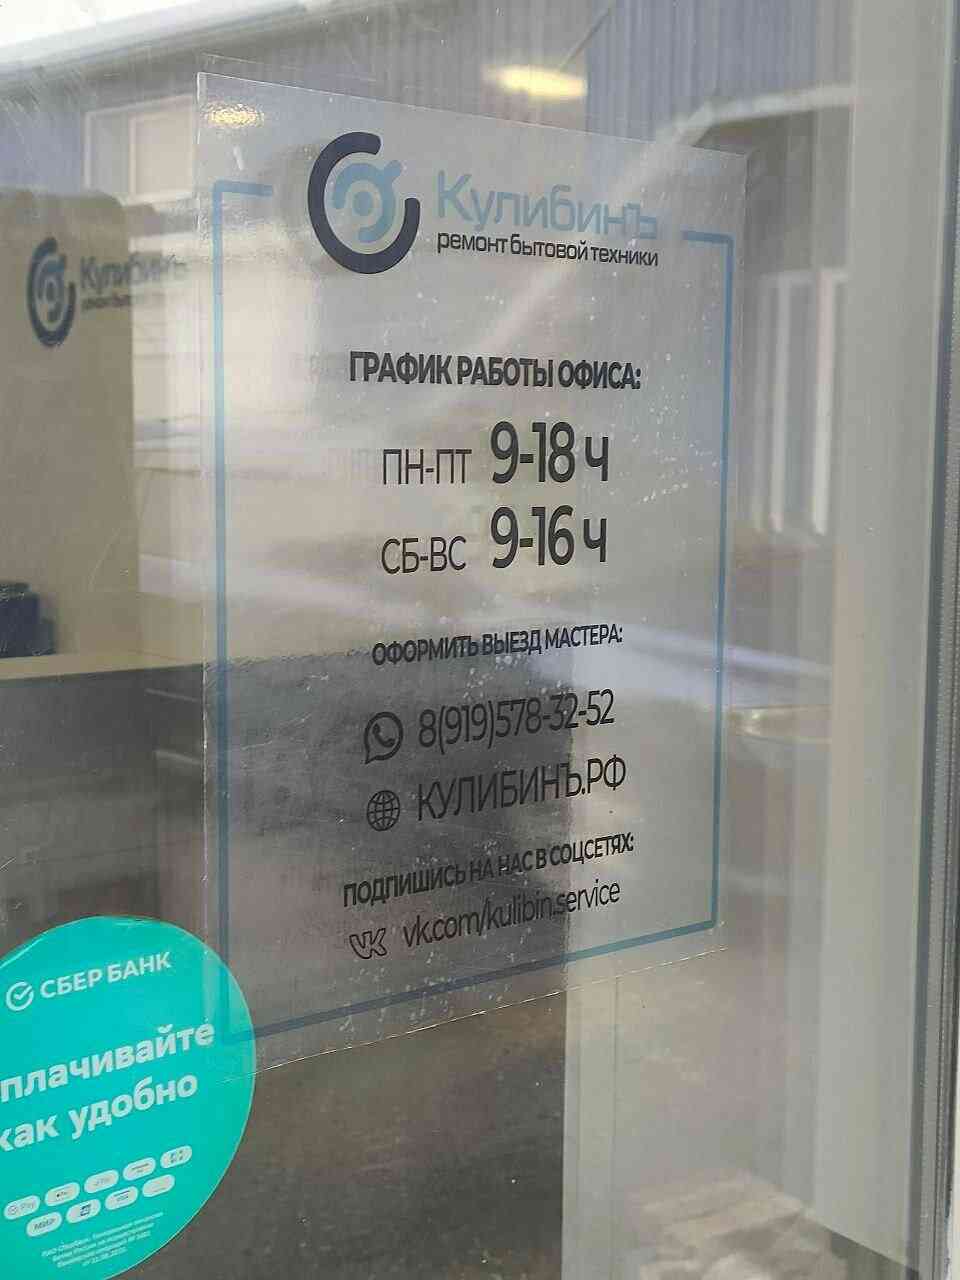 КулибинЪ
ремонт бытовой техники
Кулибинъ
ГРАФИК РАБОТЫ ОФИСА:
ПН-ПТ 9-18 ч
СБ-ВС 9-16 ч
ОФОРМИТЬ ВЫЕЗД МАСТЕРА:
8(919)578-32-52
КУЛИБИНЪ.РФ
ПОДПИШИСЬ НА НАС В СОЦСЕТЯХ:
vk.com/kulibin.service
СБЕР БАНК
плачивайте
как удобно
Pay
МИР